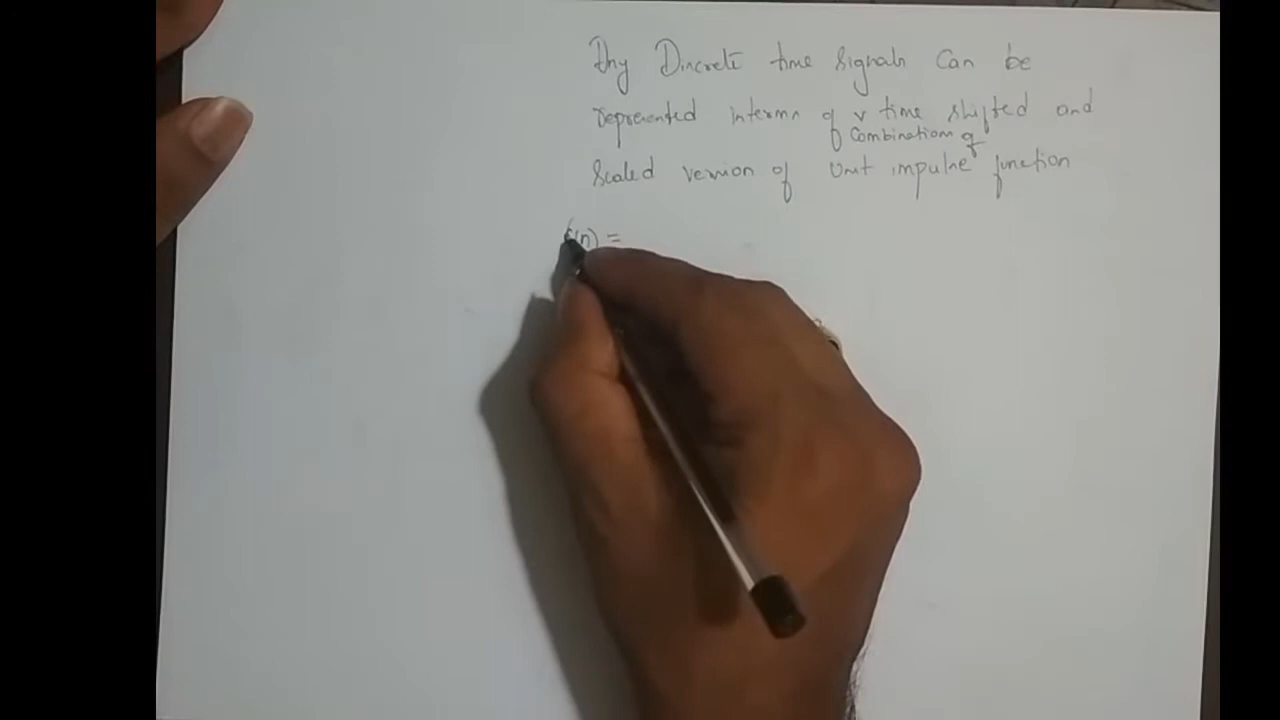 Any Discrete time signals can be
represented interms of v time shifted and
Combination of
Scaled version of Unit impulse function
(n) =